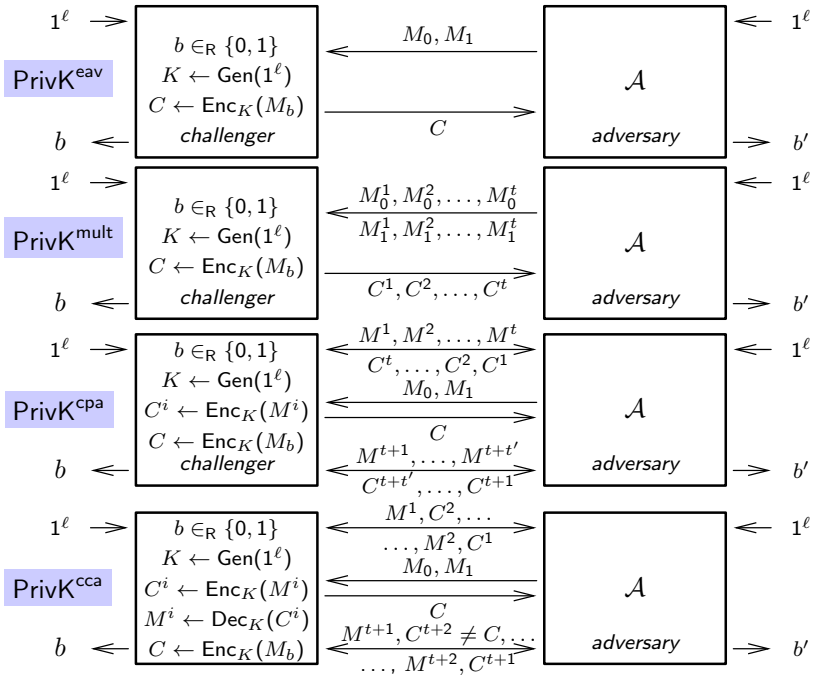 1^ℓ M_0, M_1 1^ℓ
b ∈_R {0, 1}
PrivK^eav K ← Gen(1^ℓ) 𝒜
C ← Enc_K(M_b)
b challenger C adversary b′
1^ℓ M_0^1, M_0^2, . . . , M_0^t 1^ℓ
b ∈_R {0, 1}
M_1^1, M_1^2, . . . , M_1^t
PrivK^mult K ← Gen(1^ℓ) 𝒜
C ← Enc_K(M_b)
b challenger C^1, C^2, . . . , C^t adversary b′
M^1, M^2, . . . , M^t
1^ℓ b ∈_R {0, 1} C^t, . . . , C^2, C^1 1^ℓ
K ← Gen(1^ℓ) M_0, M_1
PrivK^cpa C^i ← Enc_K(M^i) C 𝒜
C ← Enc_K(M_b) M^{t+1}, . . . , M^{t+t′}
b challenger C^{t+t′}, . . . , C^{t+1} adversary b′
1^ℓ b ∈_R {0, 1} M^1, C^2, . . . 1^ℓ
K ← Gen(1^ℓ) . . . , M^2, C^1
M_0, M_1
PrivK^cca C^i ← Enc_K(M^i) C 𝒜
M^i ← Dec_K(C^i) M^{t+1}, C^{t+2} ≠ C, . . .
b C ← Enc_K(M_b) . . . , M^{t+2}, C^{t+1} adversary b′